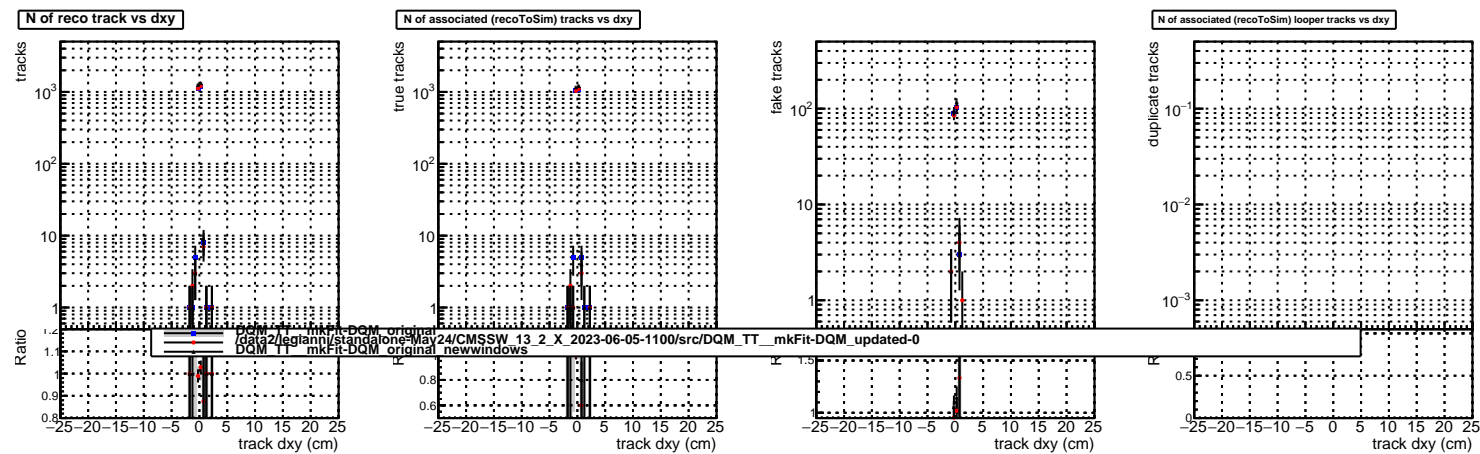 N of reco track vs dxy
N of associated (recoToSim) tracks vs dxy
N of associated (recoToSim) looper tracks vs dxy
tracks
10³
10²
10
1
true tracks
10³
10²
10
1
fake tracks
10²
10
1
duplicate tracks
10⁻¹
10⁻²
10⁻³
DQM_TT__mkFit-DQM_original
/data2/legianni/standalone-May24/CMSSW_13_2_X_2023-06-05-1100/src/DQM_TT__mkFit-DQM_updated-0
DQM_TT__mkFit-DQM_original_newwindows
Ratio
1.2
1.1
1
0.9
0.8
0.8
0.6
1.5
1
0.5
0
−25 −20 −15 −10 −5 0 5 10 15 20 25
track dxy (cm)
−25 −20 −15 −10 −5 0 5 10 15 20 25
track dxy (cm)
−25 −20 −15 −10 −5 0 5 10 15 20 25
track dxy (cm)
−25 −20 −15 −10 −5 0 5 10 15 20 25
track dxy (cm)